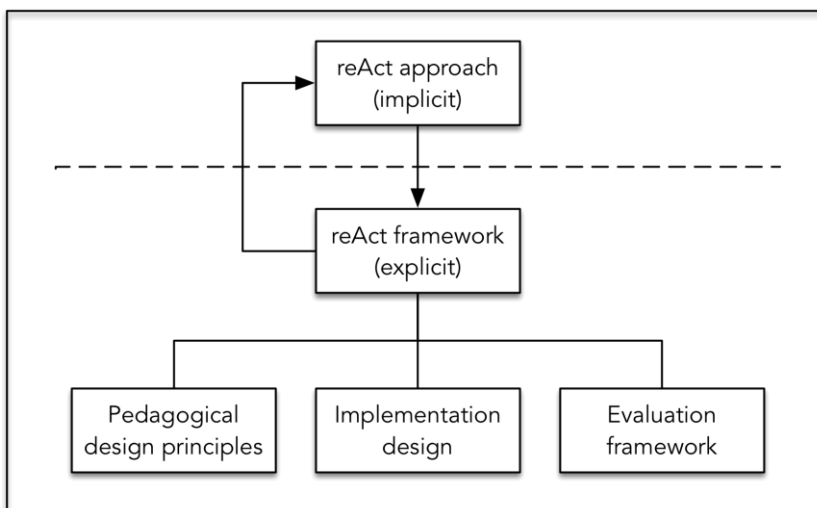 reAct approach
(implicit)
reAct framework
(explicit)
Pedagogical
design principles
Implementation
design
Evaluation
framework